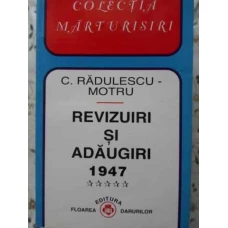 COLECȚIA
MĂRTURISIRI
C. RĂDULESCU -
MOTRU
REVIZUIRI
ȘI
ADĂUGIRI
1947
☆☆☆☆☆
EDITURA
FLOAREA DARURILOR